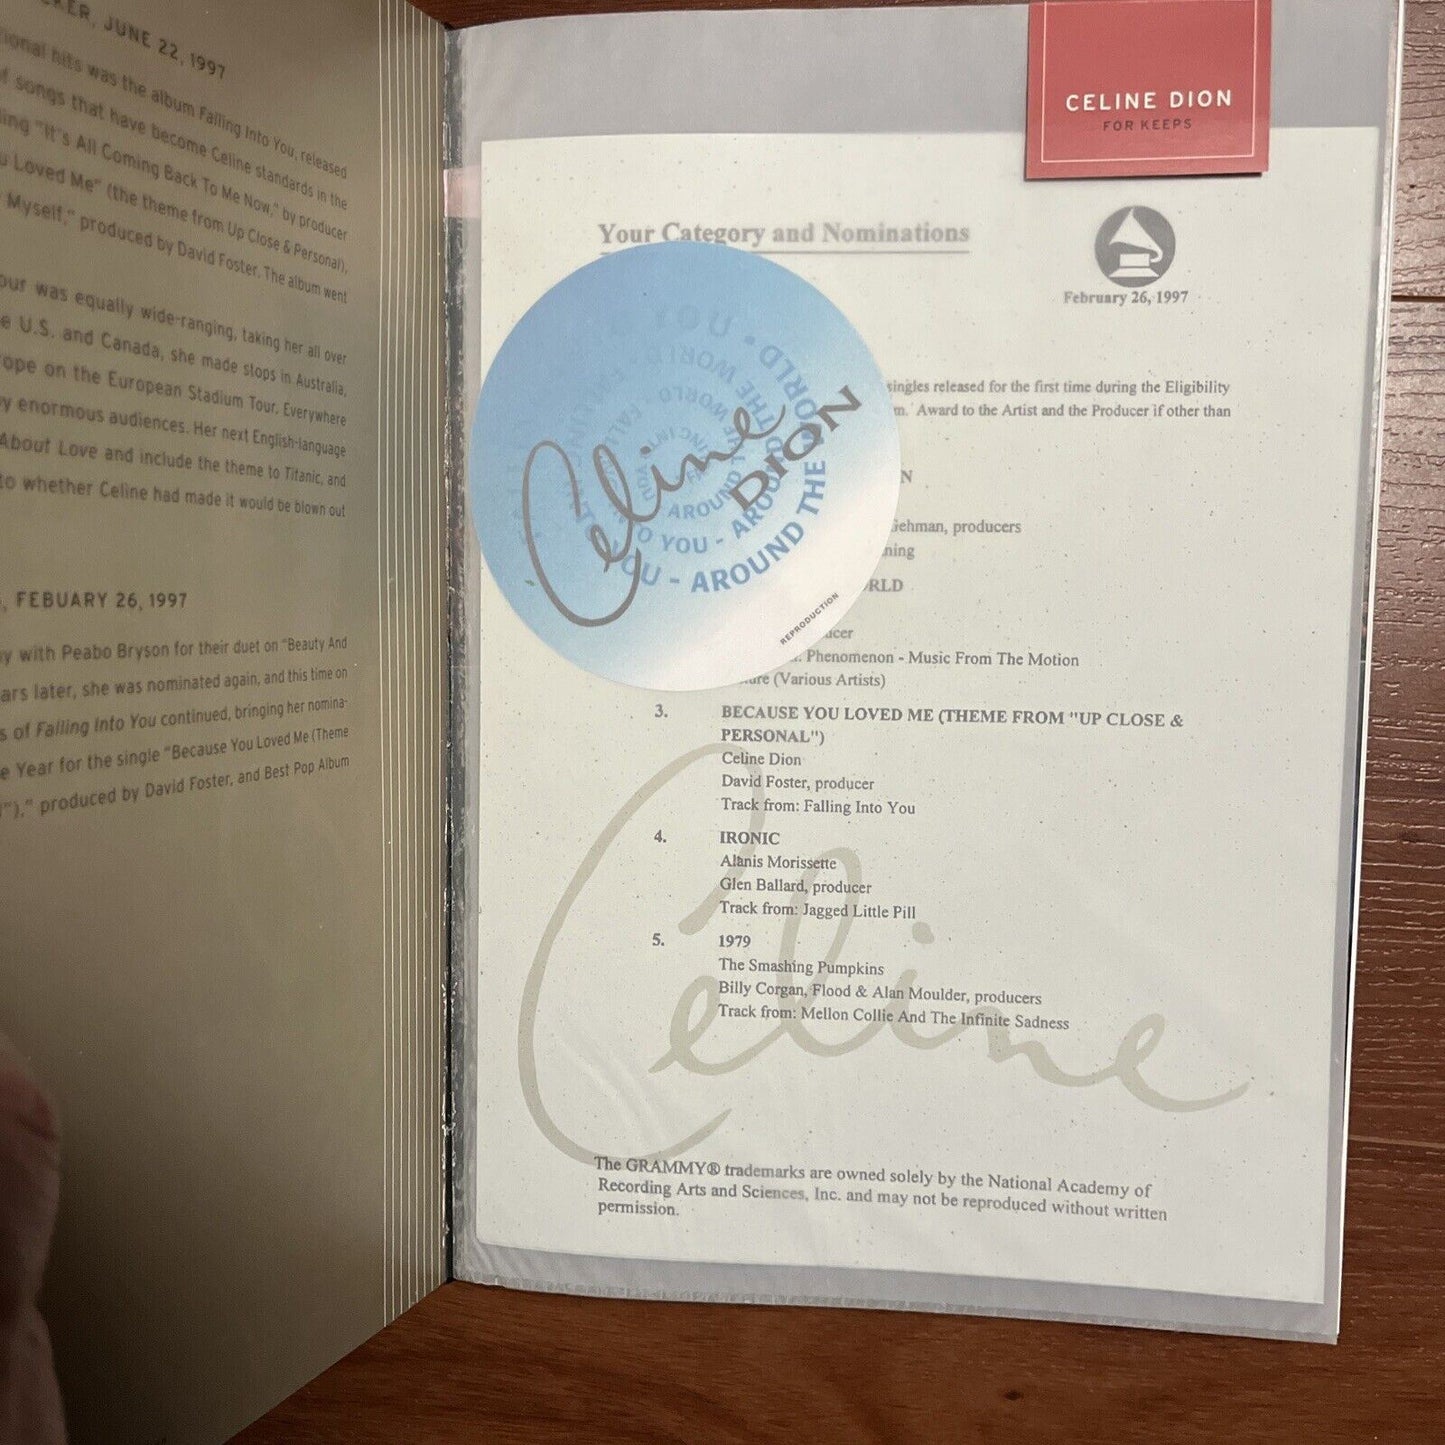 KER, JUNE 22, 1997
tional hits was the album Falling Into You, released
of songs that have become Celine standards in the
ling "It"s All Coming Back To Me Now," by producer
u Loved Me" (the theme from Up Close & Personal),
Myself," produced by David Foster. The album went
our was equally wide-ranging, taking her all over
e U.S. and Canada, she made stops in Australia,
rope on the European Stadium Tour. Everywhere
by enormous audiences. Her next English-language
About Love and include the theme to Titanic, and
to whether Celine had made it would be blown out
, FEBUARY 26, 1997
y with Peabo Bryson for their duet on "Beauty And
ars later, she was nominated again, and this time on
s of Falling Into You continued, bringing her nomina-
e Year for the single "Because You Loved Me (Theme
")," produced by David Foster, and Best Pop Album
CELINE DION
FOR KEEPS
Your Category and Nominations
February 26, 1997
singles released for the first time during the Eligibility
m. Award to the Artist and the Producer if other than
N
Gehman, producers
ning
RLD
ucer
Phenomenon - Music From The Motion
ture (Various Artists)
Celine
DION
YOU - AROUND THE WORLD
REPRODUCTION
3. BECAUSE YOU LOVED ME (THEME FROM "UP CLOSE &
PERSONAL")
Celine Dion
David Foster, producer
Track from: Falling Into You
4. IRONIC
Alanis Morissette
Glen Ballard, producer
Track from: Jagged Little Pill
5. 1979
The Smashing Pumpkins
Billy Corgan, Flood & Alan Moulder, producers
Track from: Mellon Collie And The Infinite Sadness
Celine
The GRAMMY® trademarks are owned solely by the National Academy of
Recording Arts and Sciences, Inc. and may not be reproduced without written
permission.